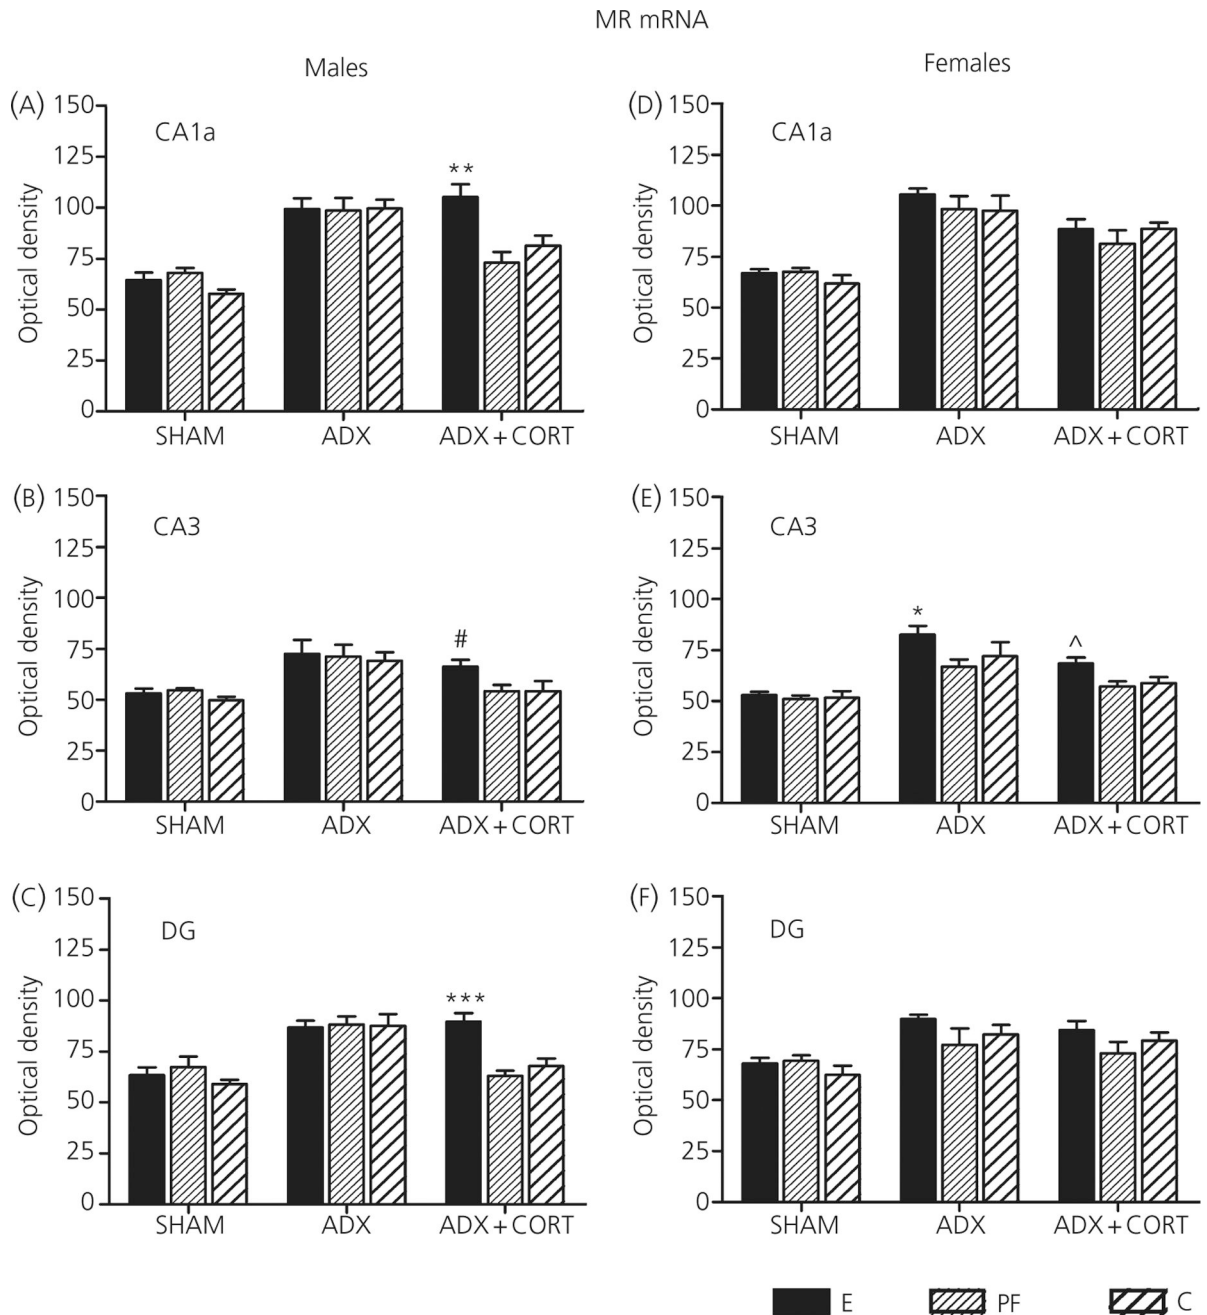 MR mRNA
Males
Females
(A)
CA1a
Optical density
150
125
100
75
50
25
0
**
SHAM
ADX
ADX + CORT
(D)
CA1a
Optical density
150
125
100
75
50
25
0
SHAM
ADX
ADX + CORT
(B)
CA3
Optical density
150
125
100
75
50
25
0
#
SHAM
ADX
ADX + CORT
(E)
CA3
Optical density
150
125
100
75
50
25
0
*
^
SHAM
ADX
ADX + CORT
(C)
DG
Optical density
150
125
100
75
50
25
0
***
SHAM
ADX
ADX + CORT
(F)
DG
Optical density
150
125
100
75
50
25
0
SHAM
ADX
ADX + CORT
E
PF
C